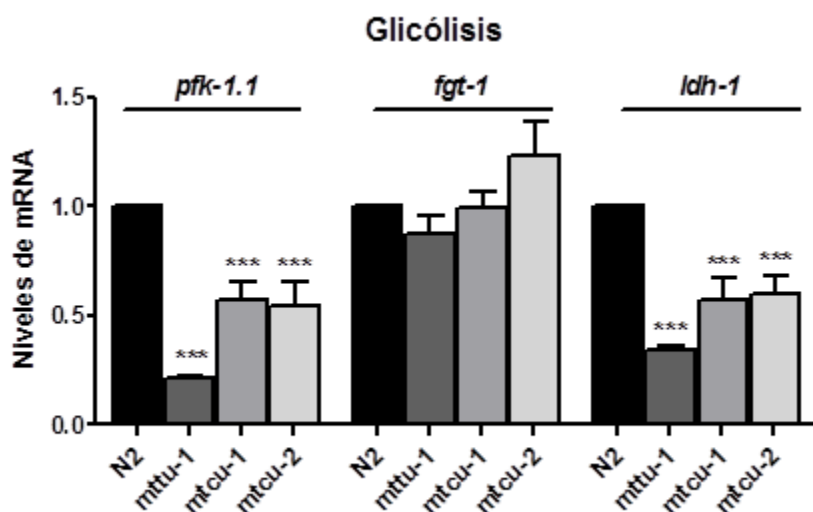 Glicólisis
pfk-1.1 fgt-1 ldh-1
Niveles de mRNA
1.5
1.0
0.5
0.0
*** *** ***
*** *** ***
N2 mttu-1 mtcu-1 mtcu-2 N2 mttu-1 mtcu-1 mtcu-2 N2 mttu-1 mtcu-1 mtcu-2